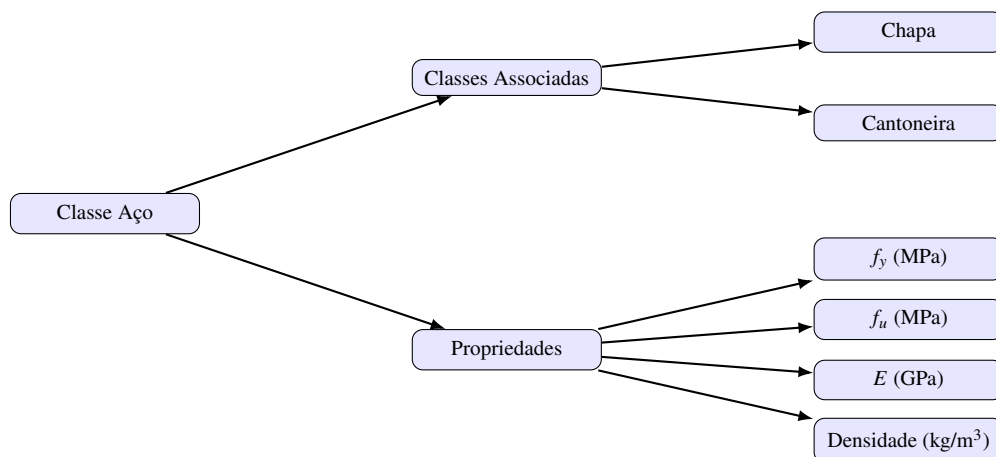 Chapa
Classes Associadas
Cantoneira
Classe Aço
f_y (MPa)
f_u (MPa)
Propriedades
E (GPa)
Densidade (kg/m³)